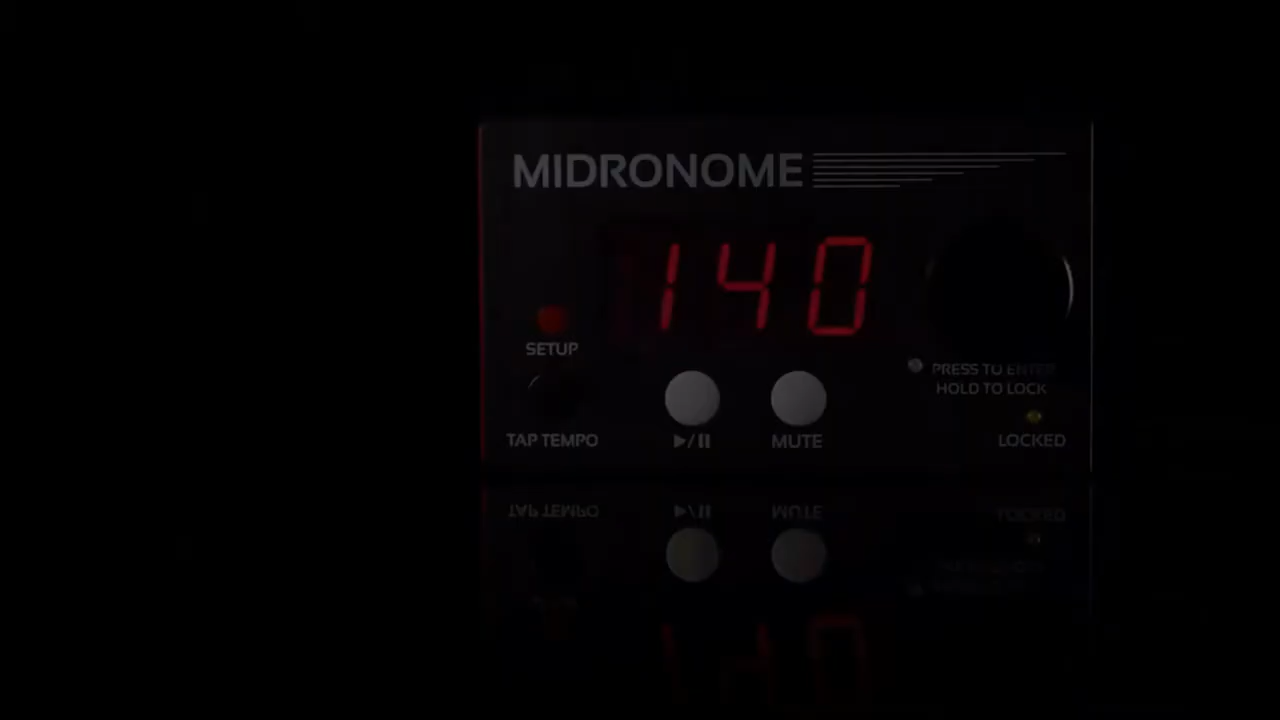 MIDRONOME
140
SETUP
PRESS TO ENTER
HOLD TO LOCK
TAP TEMPO
▶/II
MUTE
LOCKED